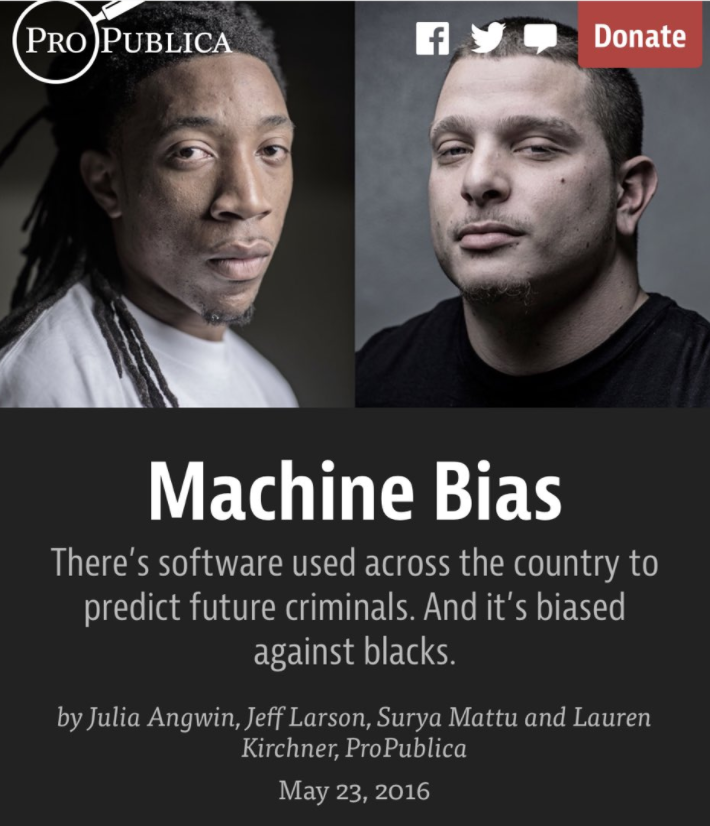 PROPUBLICA
Donate
Machine Bias
There’s software used across the country to
predict future criminals. And it’s biased
against blacks.
by Julia Angwin, Jeff Larson, Surya Mattu and Lauren
Kirchner, ProPublica
May 23, 2016